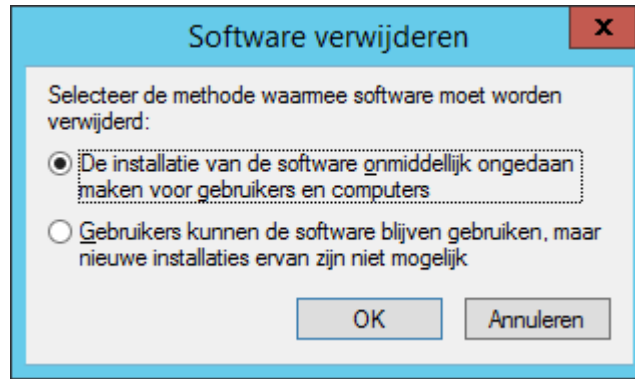 Software verwijderen
x
Selecteer de methode waarmee software moet worden
verwijderd:
De installatie van de software onmiddellijk ongedaan
maken voor gebruikers en computers
Gebruikers kunnen de software blijven gebruiken, maar
nieuwe installaties ervan zijn niet mogelijk
OK Annuleren